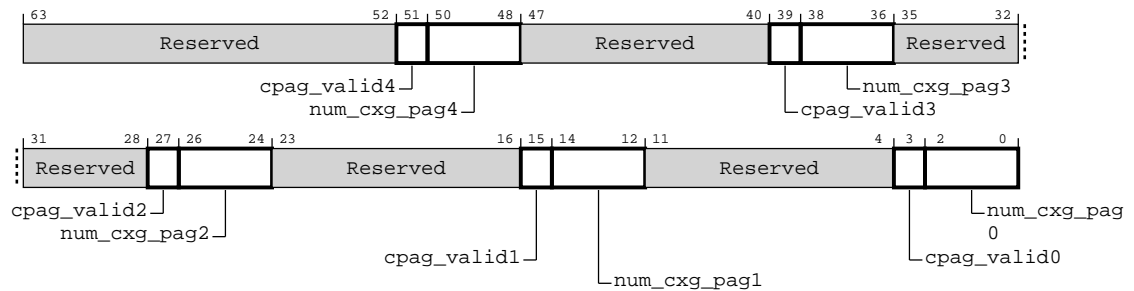 63 52 51 50 48 47 40 39 38 36 35 32
Reserved Reserved Reserved
cpag_valid4 num_cxg_pag3
num_cxg_pag4 cpag_valid3
31 28 27 26 24 23 16 15 14 12 11 4 3 2 0
Reserved Reserved Reserved
cpag_valid2 num_cxg_pag
num_cxg_pag2 0
cpag_valid1 cpag_valid0
num_cxg_pag1